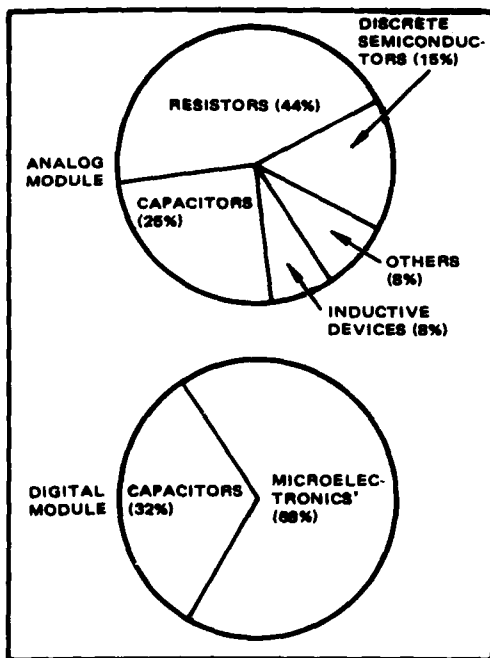 DISCRETE
SEMICONDUC-
TORS (15%)
RESISTORS (44%)
ANALOG
MODULE
CAPACITORS
(25%)
OTHERS
(8%)
INDUCTIVE
DEVICES (8%)
DIGITAL
MODULE
CAPACITORS
(32%)
MICROELEC-
TRONICS'
(68%)